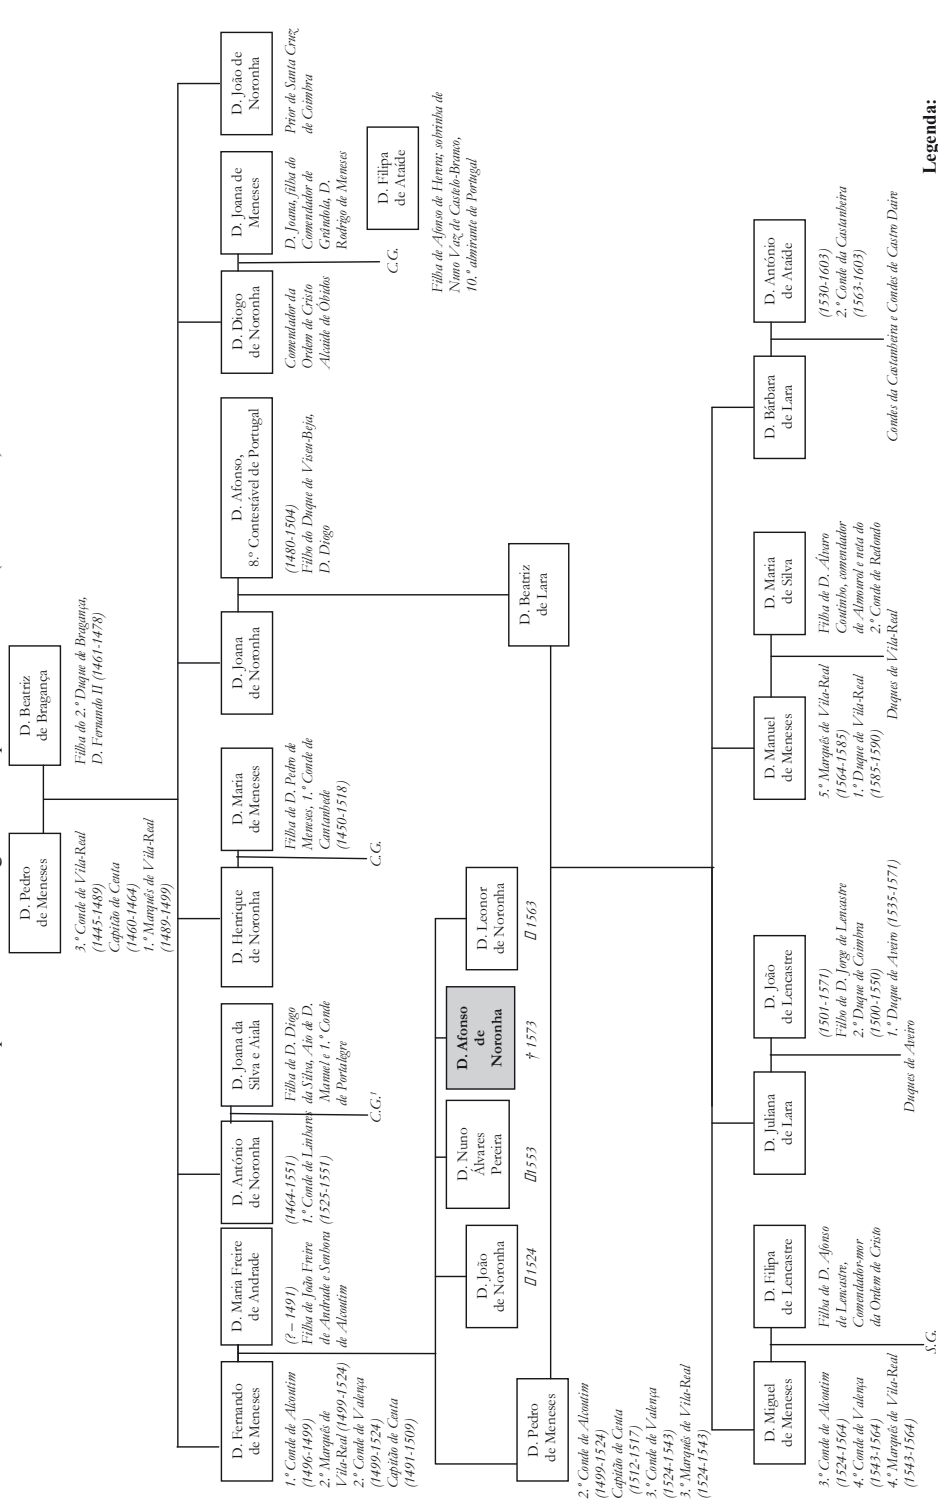 D. Pedro
de Meneses
3.º Conde de Vila-Real
(1445-1489)
Capitão de Ceuta
(1460-1464)
1.º Marquês de Vila-Real
(1489-1499)
D. Beatriz
de Bragança
Filha do 2.º Duque de Bragança,
D. Fernando II (1461-1478)
D. Fernando
de Meneses
1.º Conde de Alcoutim
(1496-1499)
2.º Marquês de
Vila-Real (1499-1524)
2.º Conde de Valença
(1499-1524)
Capitão de Ceuta
(1491-1509)
D. Maria Freire
de Andrade
(? – 1491)
Filha de João Freire
de Andrade e Senhora
de Alcoutim
D. António
de Noronha
(1464-1551)
1.º Conde de Linhares
(1525-1551)
D. Joana da
Silva e Aiala
Filha de D. Diogo
da Silva, Aio de D.
Manuel e 1.º Conde
de Portalegre
C.G.¹
D. Henrique
de Noronha
D. Maria
de Meneses
Filha de D. Pedro de
Meneses, 1.º Conde de
Cantanhede
(1450-1518)
C.G.
D. Joana
de Noronha
D. Afonso,
8.º Contestável de Portugal
(1480-1504)
Filho do Duque de Viseu-Beja,
D. Diogo
D. Diogo
de Noronha
Comendador da
Ordem de Cristo
Alcaide de Óbidos
D. Joana de
Meneses
D. Joana, filha do
Comendador de
Grândola, D.
Rodrigo de Meneses
C.G.
D. João de
Noronha
Prior de Santa Cruz
de Coimbra
D. Filipa
de Ataíde
Filha de Afonso de Herera; sobrinha de
Nuno Vaz de Castelo-Branco,
10.º almirante de Portugal
D. Pedro
de Meneses
2.º Conde de Alcoutim
(1499-1524)
Capitão de Ceuta
(1512-1517)
3.º Conde de Valença
(1524-1543)
3.º Marquês de Vila-Real
(1524-1543)
D. João
de Noronha
▯1524
D. Nuno
Álvares
Pereira
▯1553
D. Afonso
de
Noronha
† 1573
D. Leonor
de Noronha
▯ 1563
D. Beatriz
de Lara
D. Miguel
de Meneses
3.º Conde de Alcoutim
(1524-1564)
4.º Conde de Valença
(1543-1564)
4.º Marquês de Vila-Real
(1543-1564)
D. Filipa
de Lencastre
Filha de D. Afonso
de Lencastre,
Comendador-mor
da Ordem de Cristo
S.G.
D. Juliana
de Lara
D. João
de Lencastre
(1501-1571)
Filho de D. Jorge de Lencastre
2.º Duque de Coimbra
(1500-1550)
1.º Duque de Aveiro (1535-1571)
Duques de Aveiro
D. Manuel
de Meneses
5.º Marquês de Vila-Real
(1564-1585)
1.º Duque de Vila-Real
(1585-1590)
D. Maria
de Silva
Filha de D. Álvaro
Coutinho, comendador
de Almourol e neta do
2.º Conde de Redondo
Duques de Vila-Real
D. Bárbara
de Lara
D. António
de Ataíde
(1530-1603)
2.º Conde da Castanheira
(1563-1603)
Condes da Castanheira e Condes de Castro Daire
Legenda: